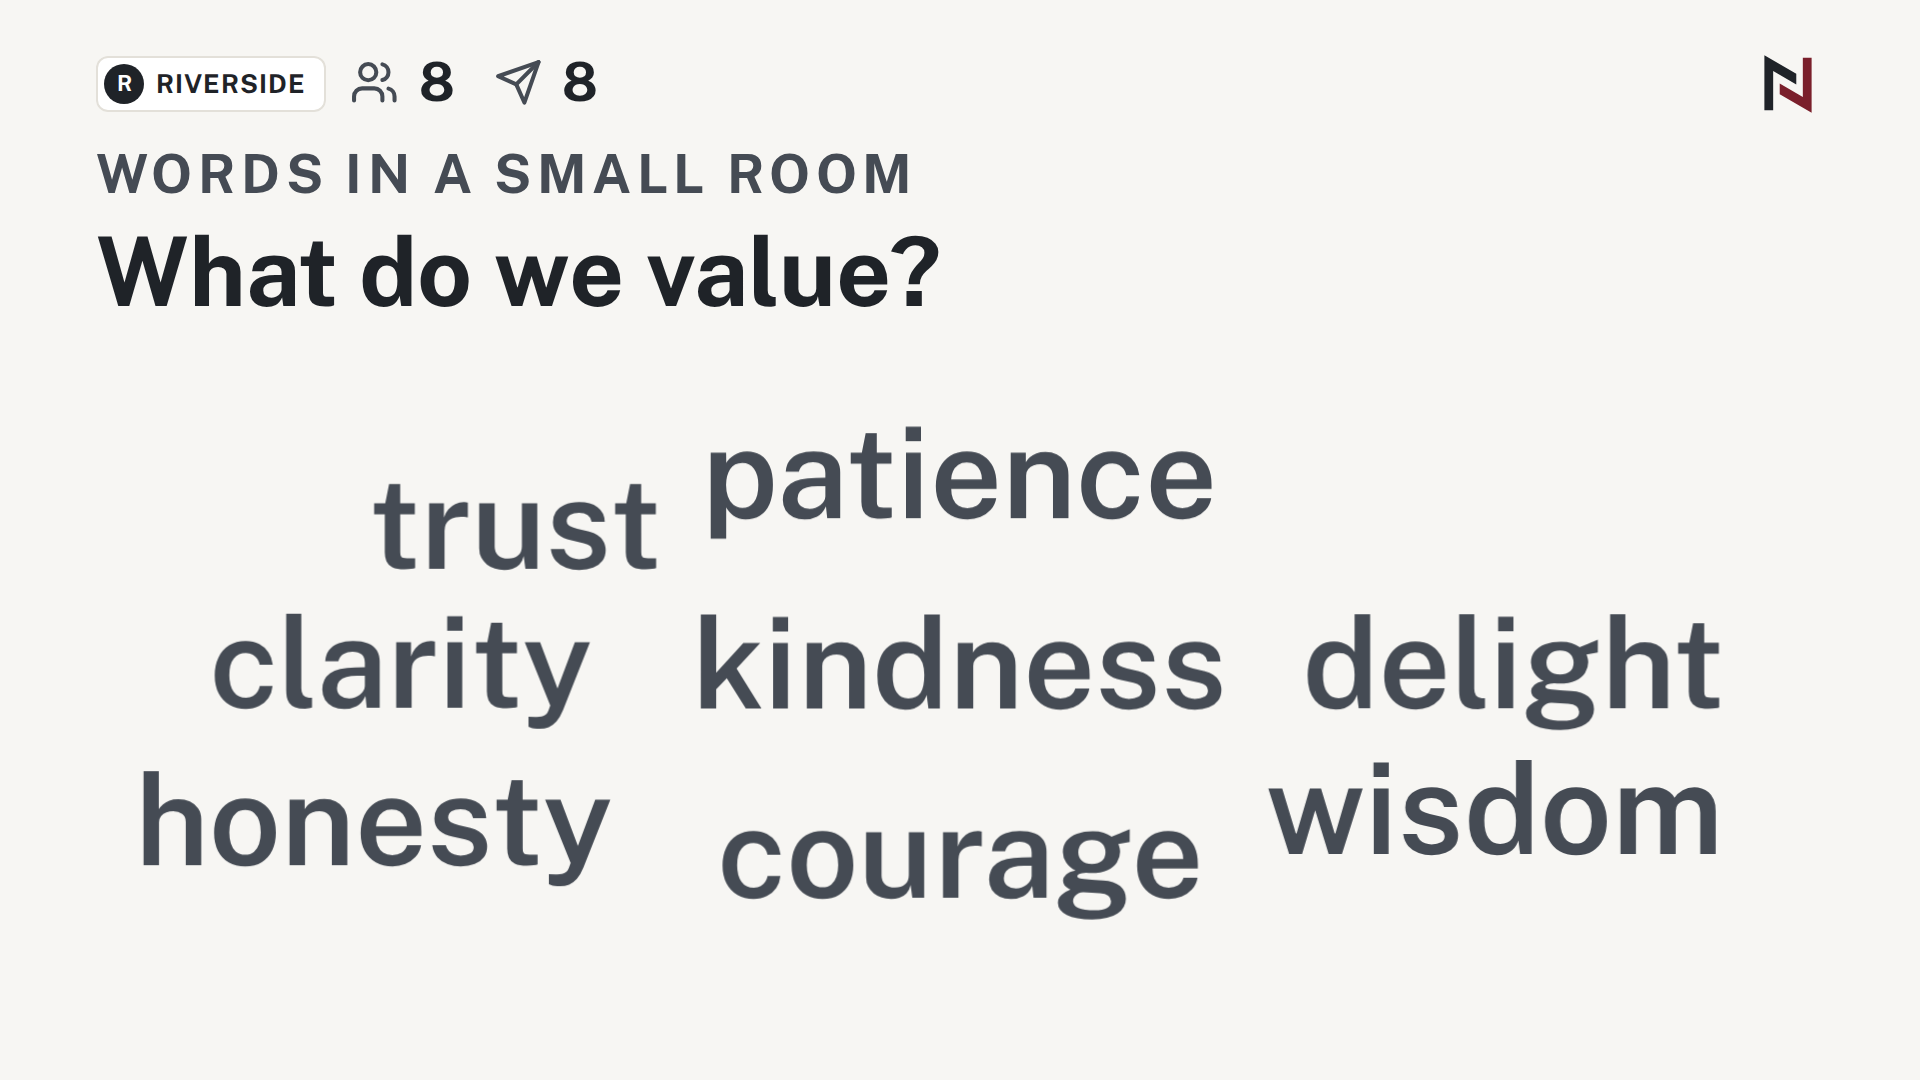 R RIVERSIDE 8 8
WORDS IN A SMALL ROOM
What do we value?
patience
trust
clarity kindness delight
honesty courage wisdom